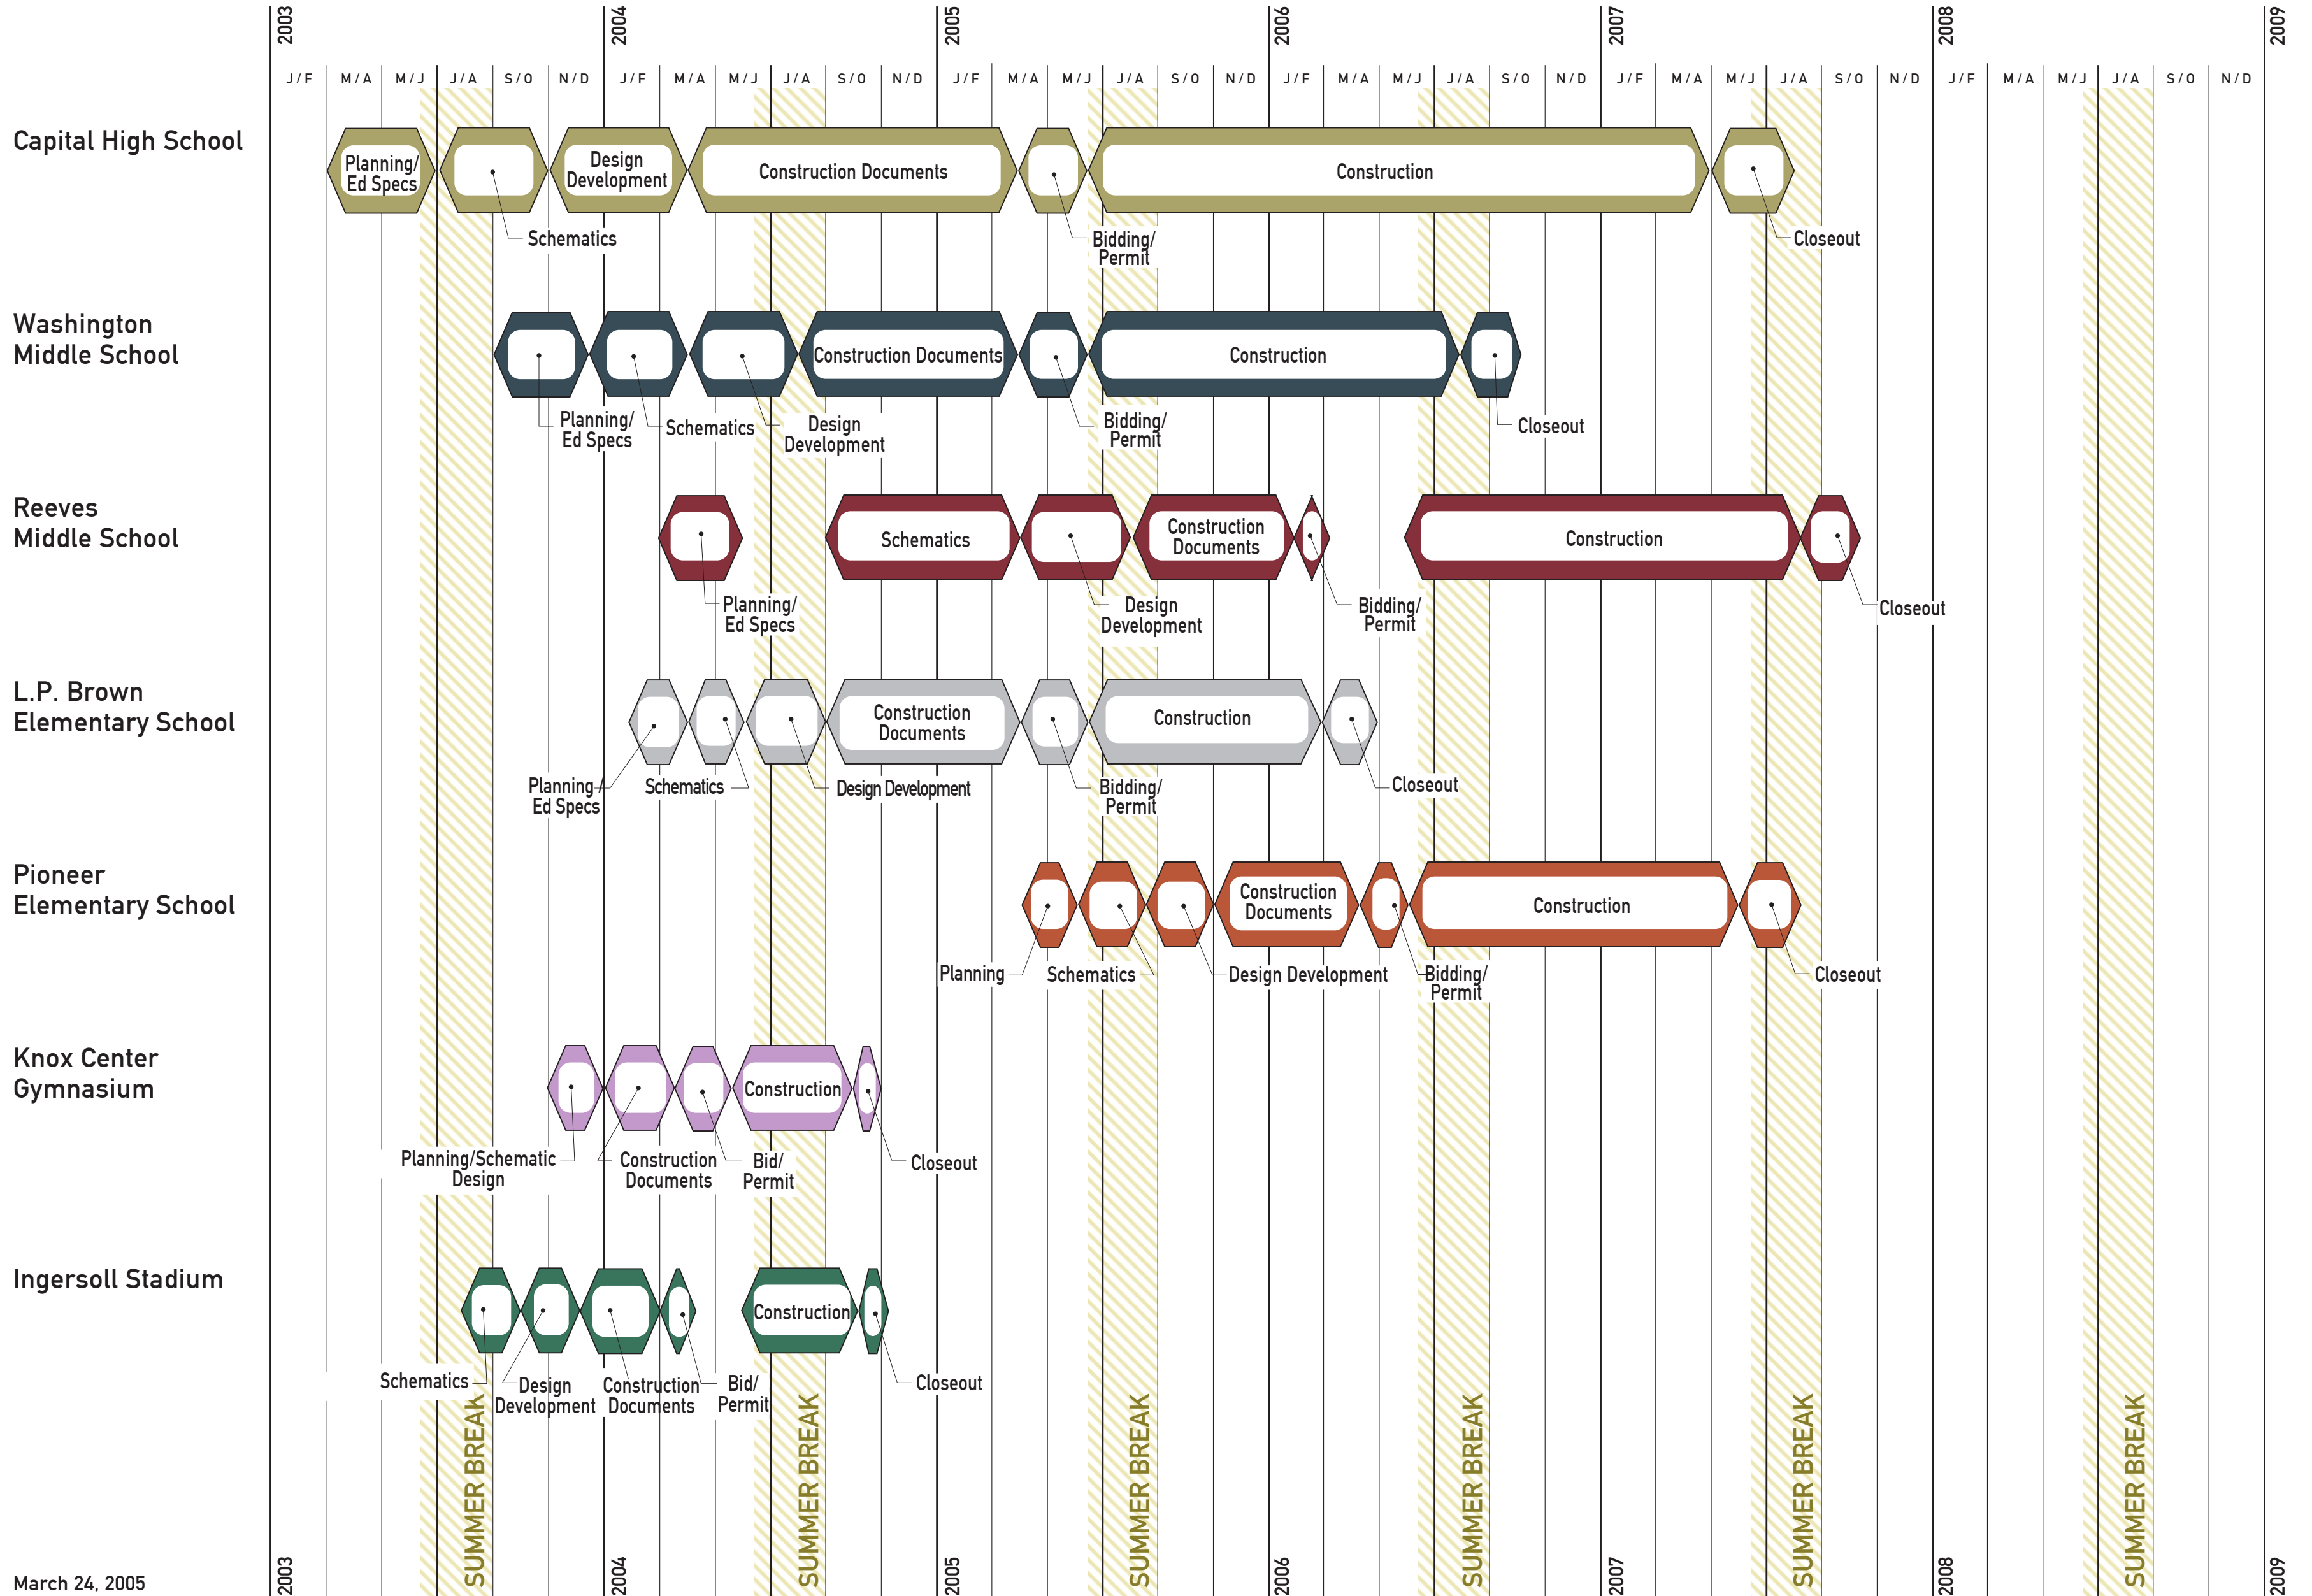 2003
2004
2005
2006
2007
2008
2009
J / F M / A M / J J / A S / O N / D J / F M / A M / J J / A S / O N / D J / F M / A M / J J / A S / O N / D J / F M / A M / J J / A S / O N / D J / F M / A M / J J / A S / O N / D J / F M / A M / J J / A S / O N / D
Capital High School
Planning/
Ed Specs
Design
Development
Construction Documents
Construction
Schematics
Bidding/
Permit
Closeout
Washington
Middle School
Construction Documents
Construction
Planning/
Ed Specs
Schematics
Design
Development
Bidding/
Permit
Closeout
Reeves
Middle School
Schematics
Construction
Documents
Construction
Planning/
Ed Specs
Design
Development
Bidding/
Permit
Closeout
L.P. Brown
Elementary School
Construction
Documents
Construction
Planning /
Ed Specs
Schematics
Design Development
Bidding/
Permit
Closeout
Pioneer
Elementary School
Construction
Documents
Construction
Planning
Schematics
Design Development
Bidding/
Permit
Closeout
Knox Center
Gymnasium
Construction
Planning/Schematic
Design
Construction
Documents
Bid/
Permit
Closeout
Ingersoll Stadium
Construction
Schematics
Design
Development
Construction
Documents
Bid/
Permit
Closeout
SUMMER BREAK
SUMMER BREAK
SUMMER BREAK
SUMMER BREAK
SUMMER BREAK
SUMMER BREAK
March 24, 2005
2003
2004
2005
2006
2007
2008
2009